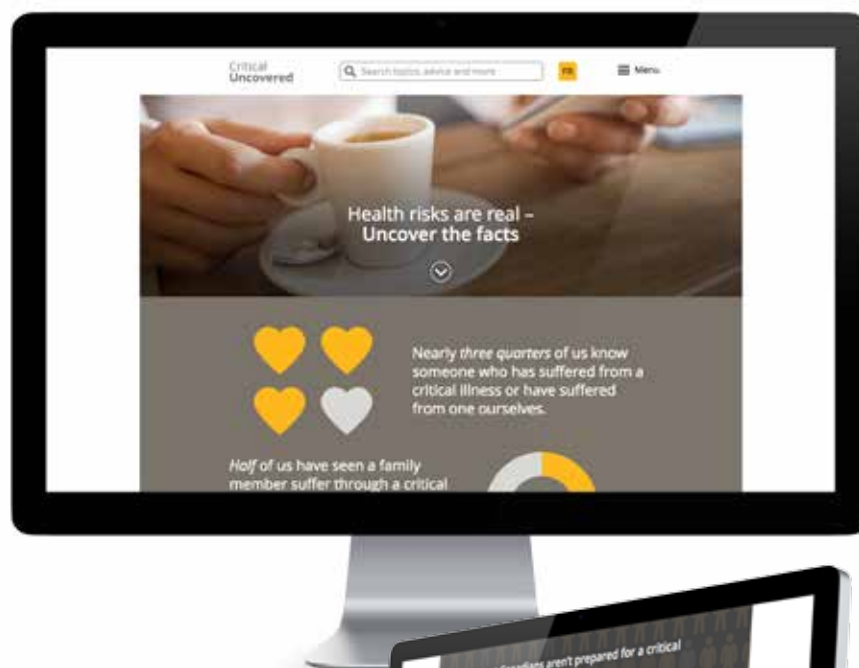 Critical
Uncovered
Search topics, advice and more
FR
Menu
Health risks are real –
Uncover the facts
Nearly three quarters of us know
someone who has suffered from a
critical illness or have suffered
from one ourselves.
Half of us have seen a family
member suffer through a critical
Canadians aren't prepared for a critical